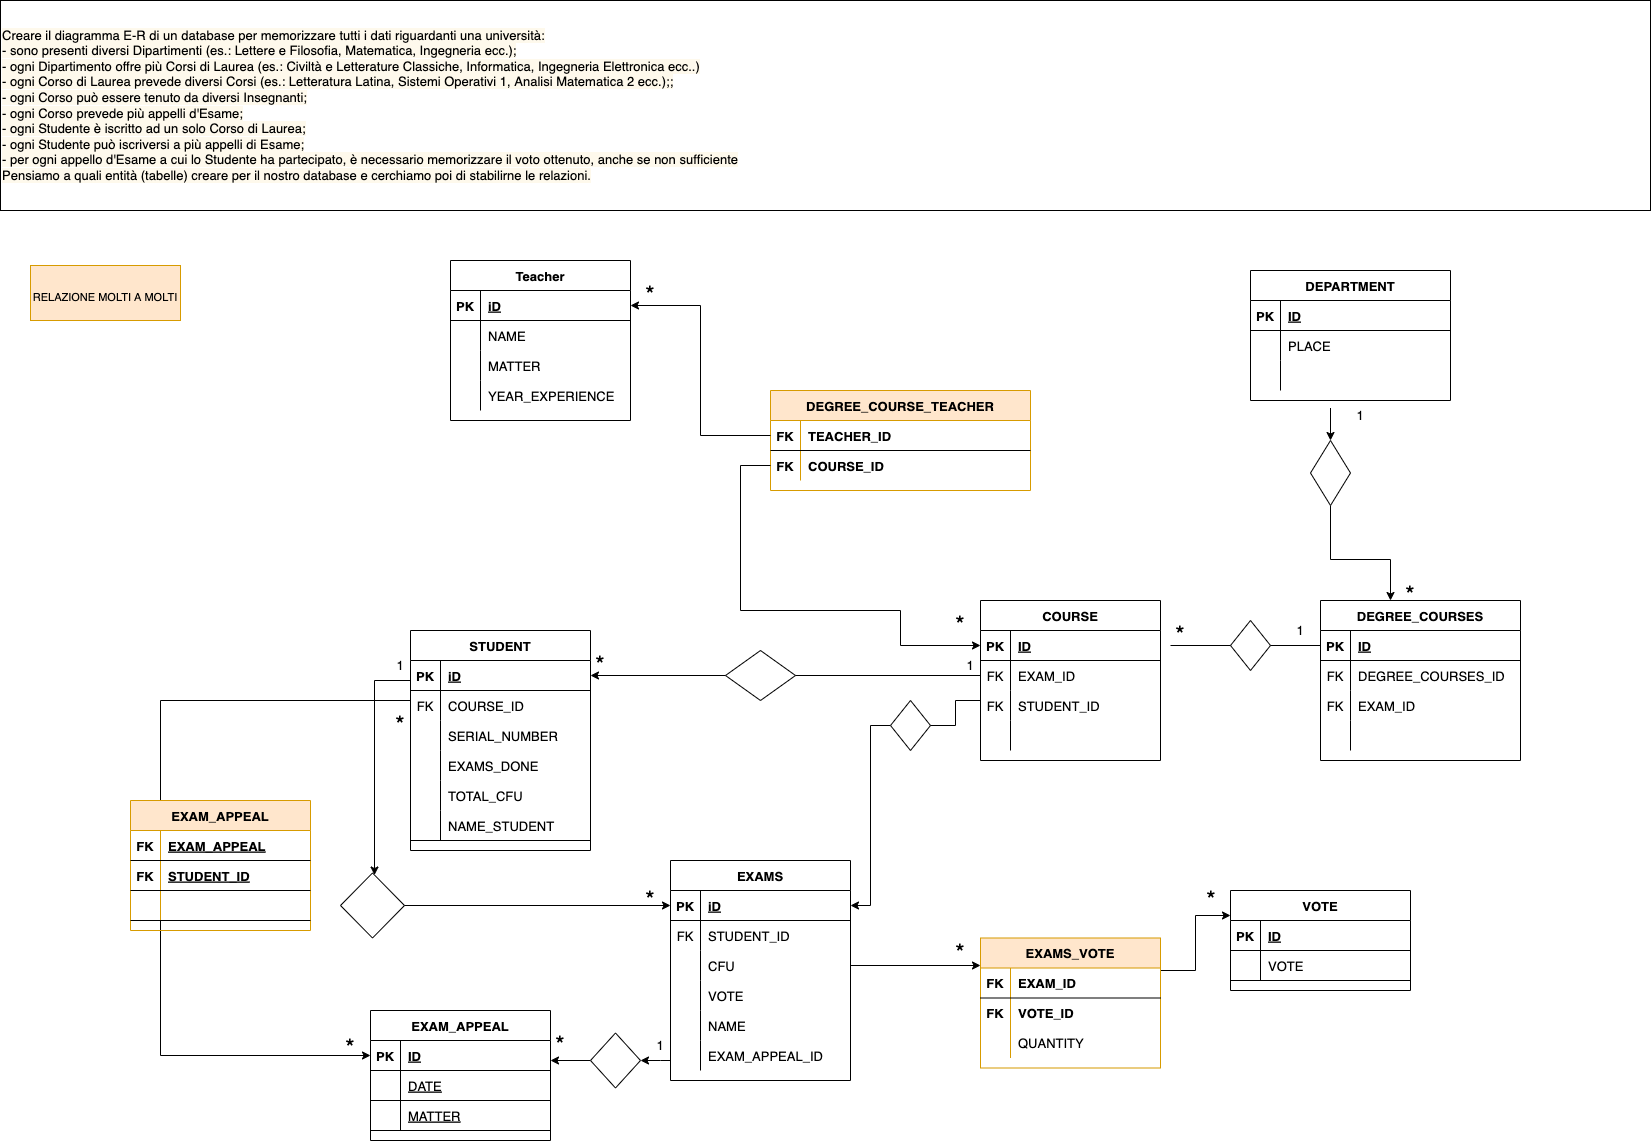 Creare il diagramma E-R di un database per memorizzare tutti i dati riguardanti una università:
- sono presenti diversi Dipartimenti (es.: Lettere e Filosofia, Matematica, Ingegneria ecc.);
- ogni Dipartimento offre più Corsi di Laurea (es.: Civiltà e Letterature Classiche, Informatica, Ingegneria Elettronica ecc..)
- ogni Corso di Laurea prevede diversi Corsi (es.: Letteratura Latina, Sistemi Operativi 1, Analisi Matematica 2 ecc.);;
- ogni Corso può essere tenuto da diversi Insegnanti;
- ogni Corso prevede più appelli d'Esame;
- ogni Studente è iscritto ad un solo Corso di Laurea;
- ogni Studente può iscriversi a più appelli di Esame;
- per ogni appello d'Esame a cui lo Studente ha partecipato, è necessario memorizzare il voto ottenuto, anche se non sufficiente
Pensiamo a quali entità (tabelle) creare per il nostro database e cerchiamo poi di stabilirne le relazioni.
RELAZIONE MOLTI A MOLTI
Teacher
PK iD
NAME
MATTER
YEAR_EXPERIENCE
*
DEPARTMENT
PK ID
PLACE
1
DEGREE_COURSE_TEACHER
FK TEACHER_ID
FK COURSE_ID
*
COURSE
PK ID
FK EXAM_ID
FK STUDENT_ID
*
1
*
1
DEGREE_COURSES
PK ID
FK DEGREE_COURSES_ID
FK EXAM_ID
*
STUDENT
PK iD
FK COURSE_ID
SERIAL_NUMBER
EXAMS_DONE
TOTAL_CFU
NAME_STUDENT
1
*
*
EXAM_APPEAL
FK EXAM_APPEAL
FK STUDENT_ID
EXAMS
PK iD
FK STUDENT_ID
CFU
VOTE
NAME
EXAM_APPEAL_ID
*
1
*
EXAMS_VOTE
FK EXAM_ID
FK VOTE_ID
QUANTITY
*
VOTE
PK ID
VOTE
*
EXAM_APPEAL
PK ID
DATE
MATTER
*